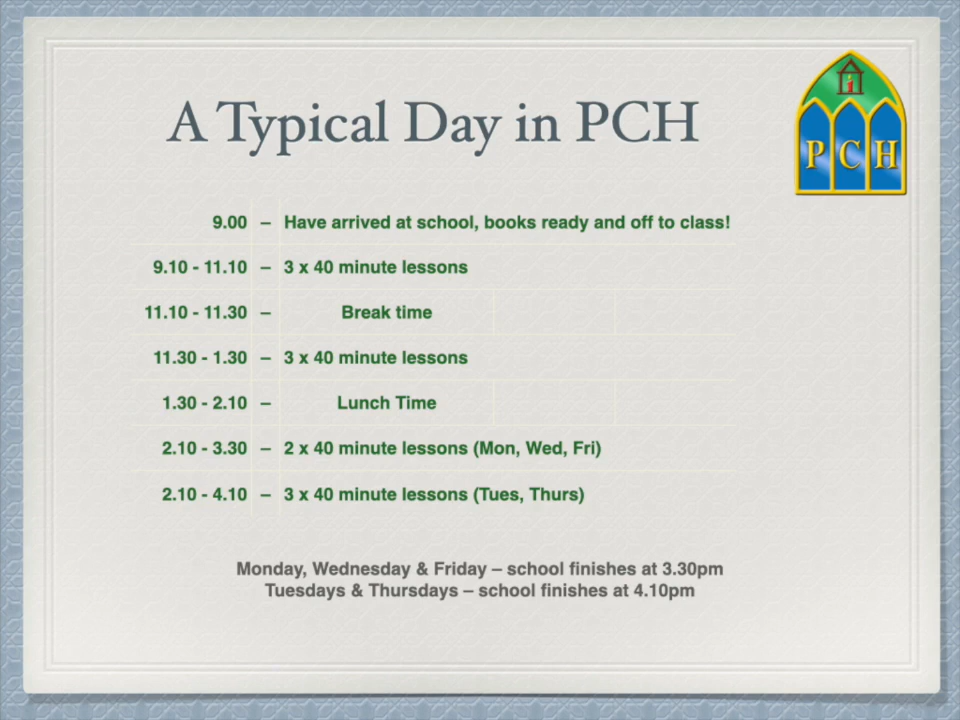 A Typical Day in PCH
P C H
9.00 – Have arrived at school, books ready and off to class!
9.10 - 11.10 – 3 x 40 minute lessons
11.10 - 11.30 – Break time
11.30 - 1.30 – 3 x 40 minute lessons
1.30 - 2.10 – Lunch Time
2.10 - 3.30 – 2 x 40 minute lessons (Mon, Wed, Fri)
2.10 - 4.10 – 3 x 40 minute lessons (Tues, Thurs)
Monday, Wednesday & Friday – school finishes at 3.30pm
Tuesdays & Thursdays – school finishes at 4.10pm